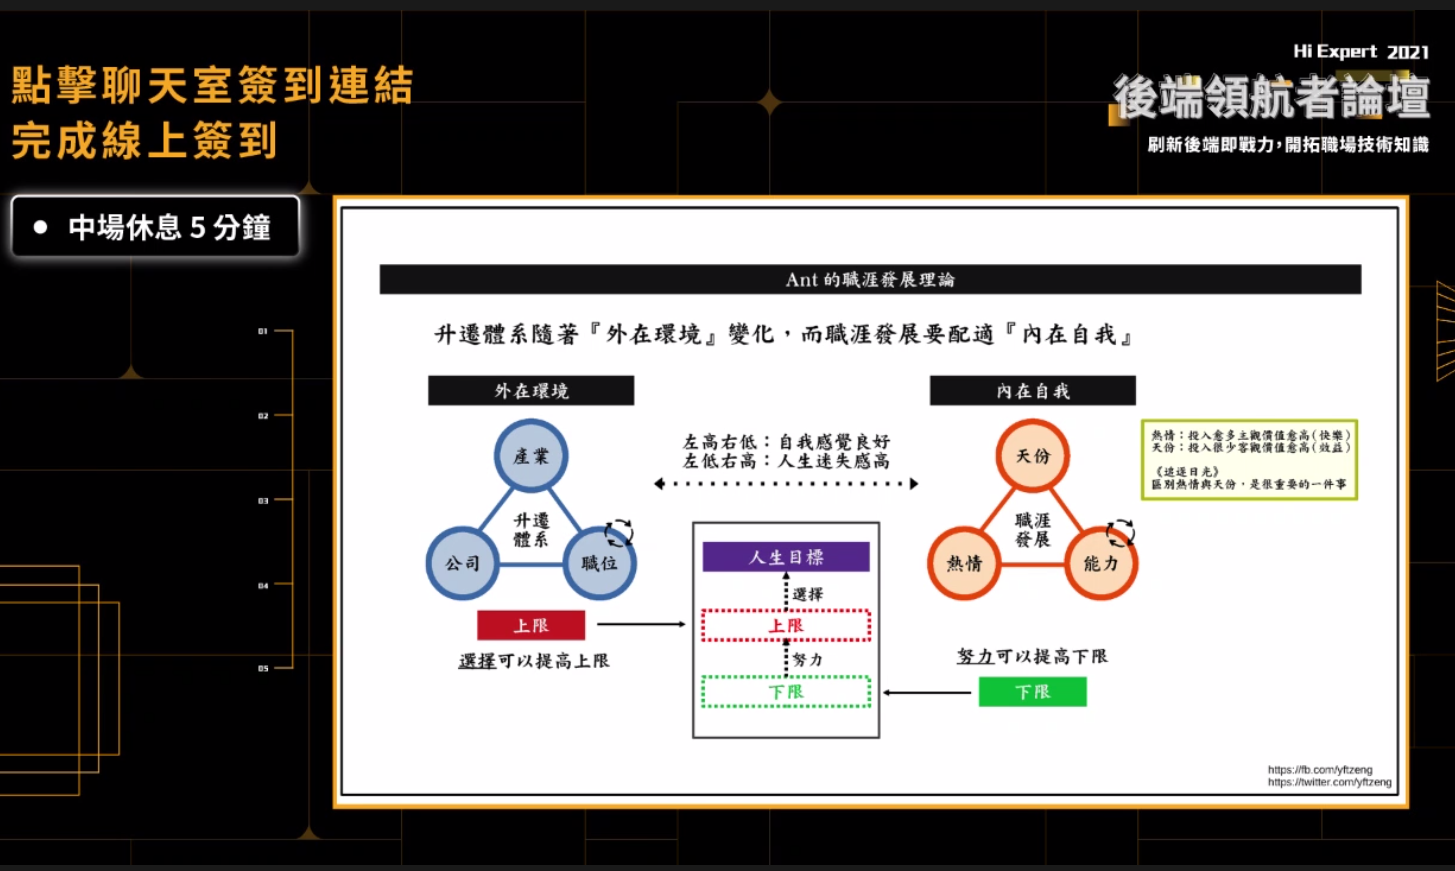 點擊聊天室簽到連結
完成線上簽到
Hi Expert 2021
後端領航者論壇
刷新後端即戰力,開拓職場技術知識
• 中場休息 5 分鐘
01
02
03
04
05
Ant 的職涯發展理論
升遷體系隨著『外在環境』變化，而職涯發展要配適『內在自我』
外在環境
產業
升遷
體系
公司
職位
上限
選擇可以提高上限
左高右低：自我感覺良好
左低右高：人生迷失感高
人生目標
選擇
上限
努力
下限
內在自我
天份
職涯
發展
熱情
能力
努力可以提高下限
下限
熱情：投入愈多主觀價值愈高(快樂)
天份：投入很少客觀價值愈高(效益)
《追逐日光》
區別熱情與天份，是很重要的一件事
https://fb.com/yftzeng
https://twitter.com/yftzeng